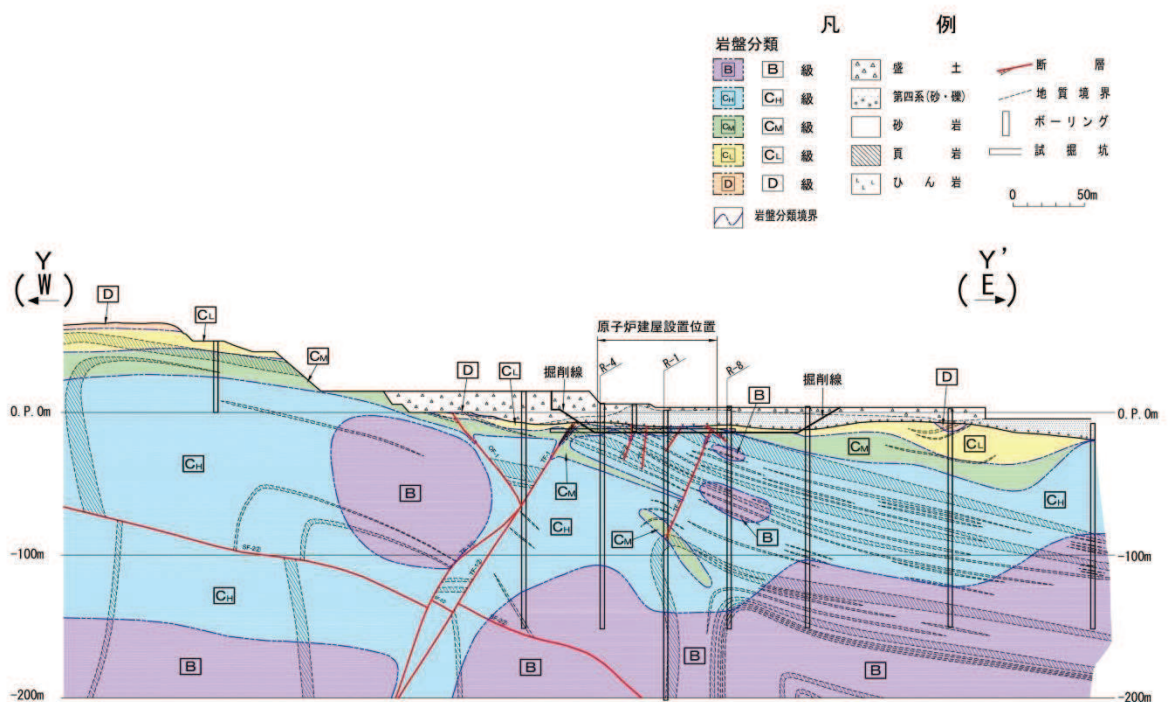 凡 例
岩盤分類
B B 級
CH CH 級
CM CM 級
CL CL 級
D D 級
岩盤分類境界
盛 土
第四系(砂・礫)
砂 岩
頁 岩
ひん岩
断 層
地質境界
ボーリング
試掘坑
0 50m
Y
(W)
Y'
(E)
D
CL
CM
原子炉建屋設置位置
R-4
R-1
R-8
D
CL
掘削線
B
掘削線
D
O.P.0m
O.P.0m
CM
CL
CH
CM
CH
B
CH
CM
B
-100m
-100m
CH
B
B
B
B
-200m
-200m